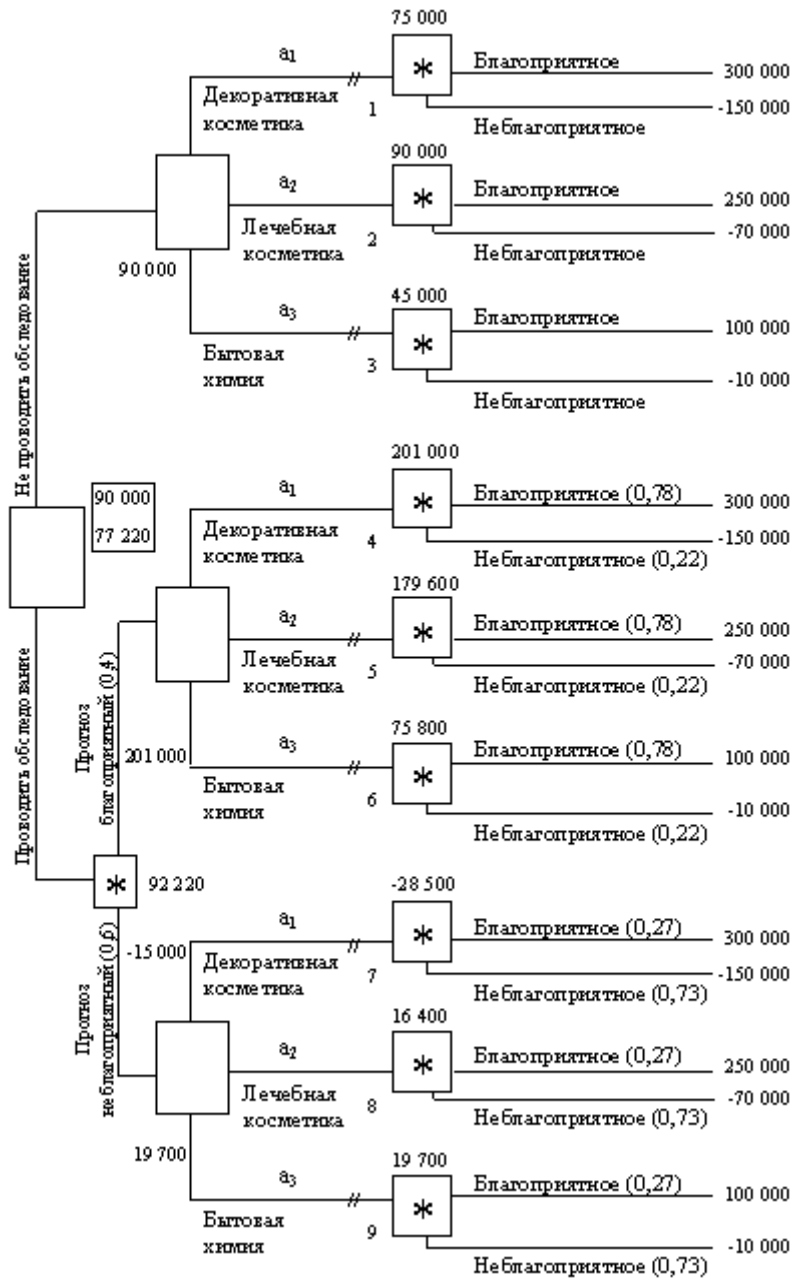 75 000
a1
Благоприятное
300 000
Декоративная
косметика
1
-150 000
Неблагоприятное
90 000
a2
Благоприятное
250 000
Лечебная
косметика
2
-70 000
Неблагоприятное
90 000
45 000
a3
Благоприятное
100 000
Бытовая
химия
3
-10 000
Неблагоприятное
Не проводить обследование
90 000
77 220
Проводить обследование
201 000
a1
Благоприятное (0,78)
300 000
Декоративная
косметика
4
-150 000
Неблагоприятное (0,22)
179 600
a2
Благоприятное (0,78)
250 000
Лечебная
косметика
5
-70 000
Неблагоприятное (0,22)
Прогноз
благоприятный (0,4)
201 000
75 800
a3
Благоприятное (0,78)
100 000
Бытовая
химия
6
-10 000
Неблагоприятное (0,22)
92 220
Прогноз
неблагоприятный (0,6)
-15 000
-28 500
a1
Благоприятное (0,27)
300 000
Декоративная
косметика
7
-150 000
Неблагоприятное (0,73)
16 400
a2
Благоприятное (0,27)
250 000
Лечебная
косметика
8
-70 000
Неблагоприятное (0,73)
19 700
19 700
a3
Благоприятное (0,27)
100 000
Бытовая
химия
9
-10 000
Неблагоприятное (0,73)